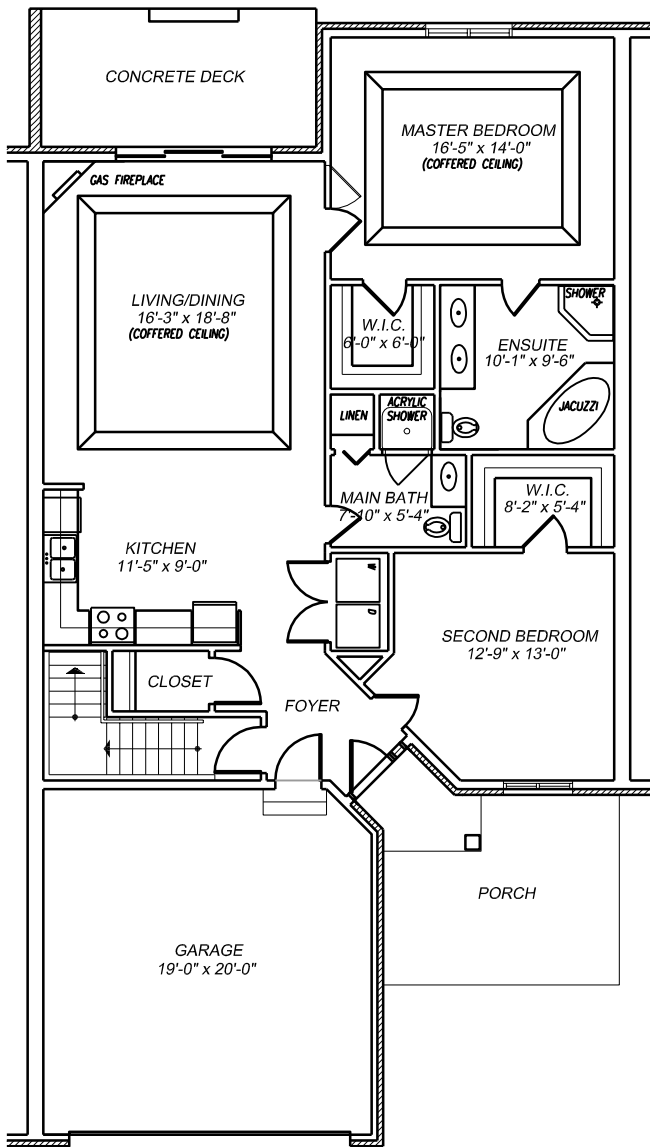 CONCRETE DECK
MASTER BEDROOM
16'-5" x 14'-0"
(COFFERED CEILING)
GAS FIREPLACE
LIVING/DINING
16'-3" x 18'-8"
(COFFERED CEILING)
W.I.C.
6'-0" x 6'-0"
SHOWER
ENSUITE
10'-1" x 9'-6"
JACUZZI
LINEN
ACRYLIC
SHOWER
MAIN BATH
7'-10" x 5'-4"
W.I.C.
8'-2" x 5'-4"
KITCHEN
11'-5" x 9'-0"
W
D
SECOND BEDROOM
12'-9" x 13'-0"
CLOSET
FOYER
PORCH
GARAGE
19'-0" x 20'-0"